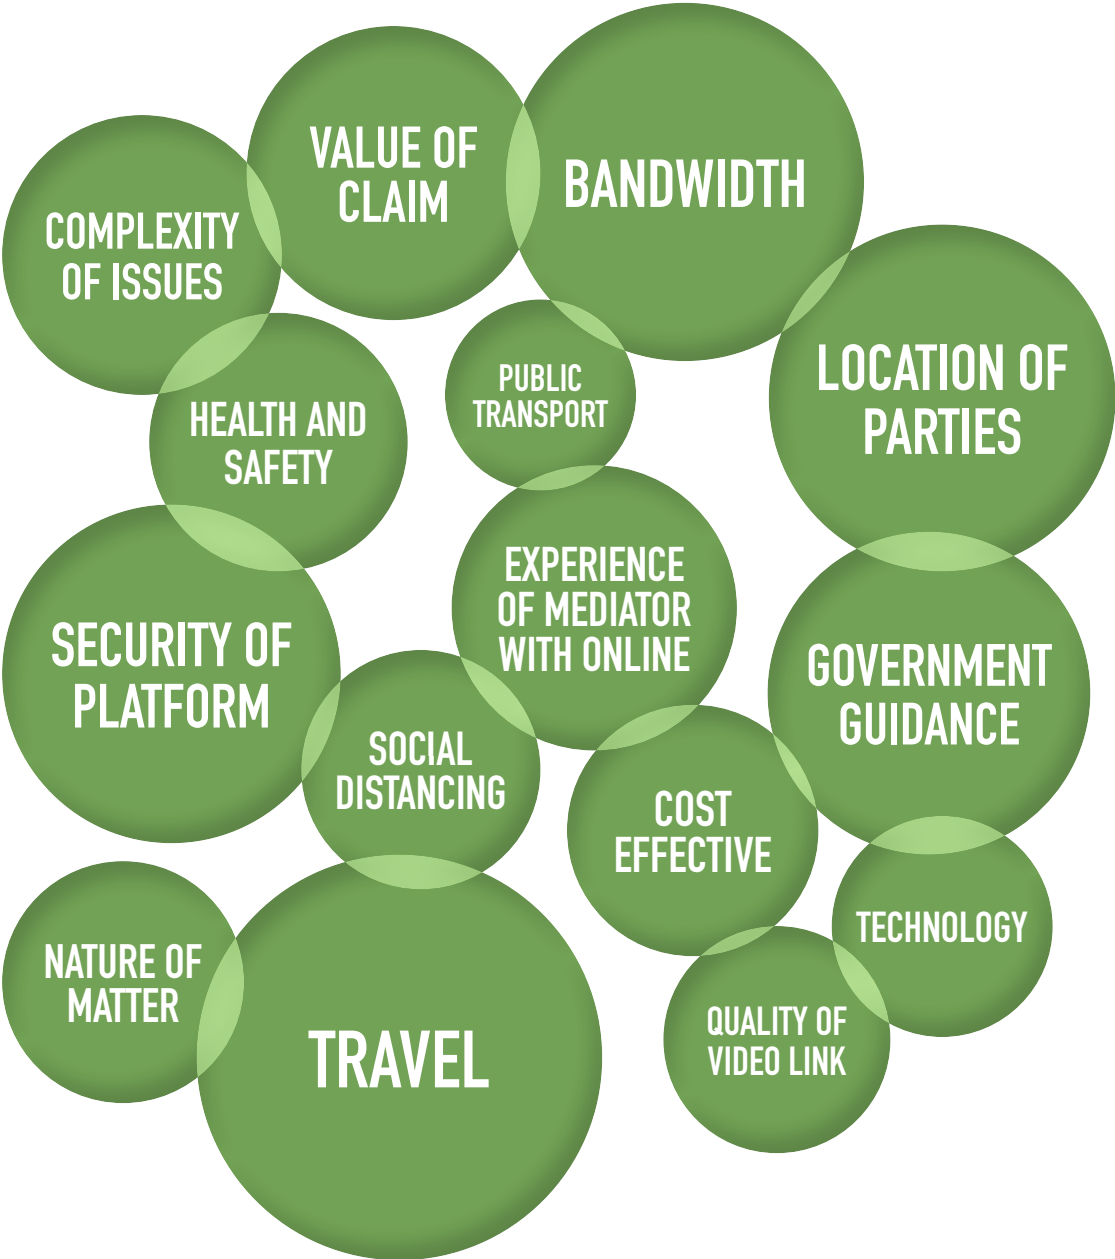 VALUE OF
CLAIM
BANDWIDTH
COMPLEXITY
OF ISSUES
LOCATION OF
PARTIES
PUBLIC
TRANSPORT
HEALTH AND
SAFETY
EXPERIENCE
OF MEDIATOR
WITH ONLINE
SECURITY OF
PLATFORM
GOVERNMENT
GUIDANCE
SOCIAL
DISTANCING
COST
EFFECTIVE
TECHNOLOGY
NATURE OF
MATTER
TRAVEL
QUALITY OF
VIDEO LINK